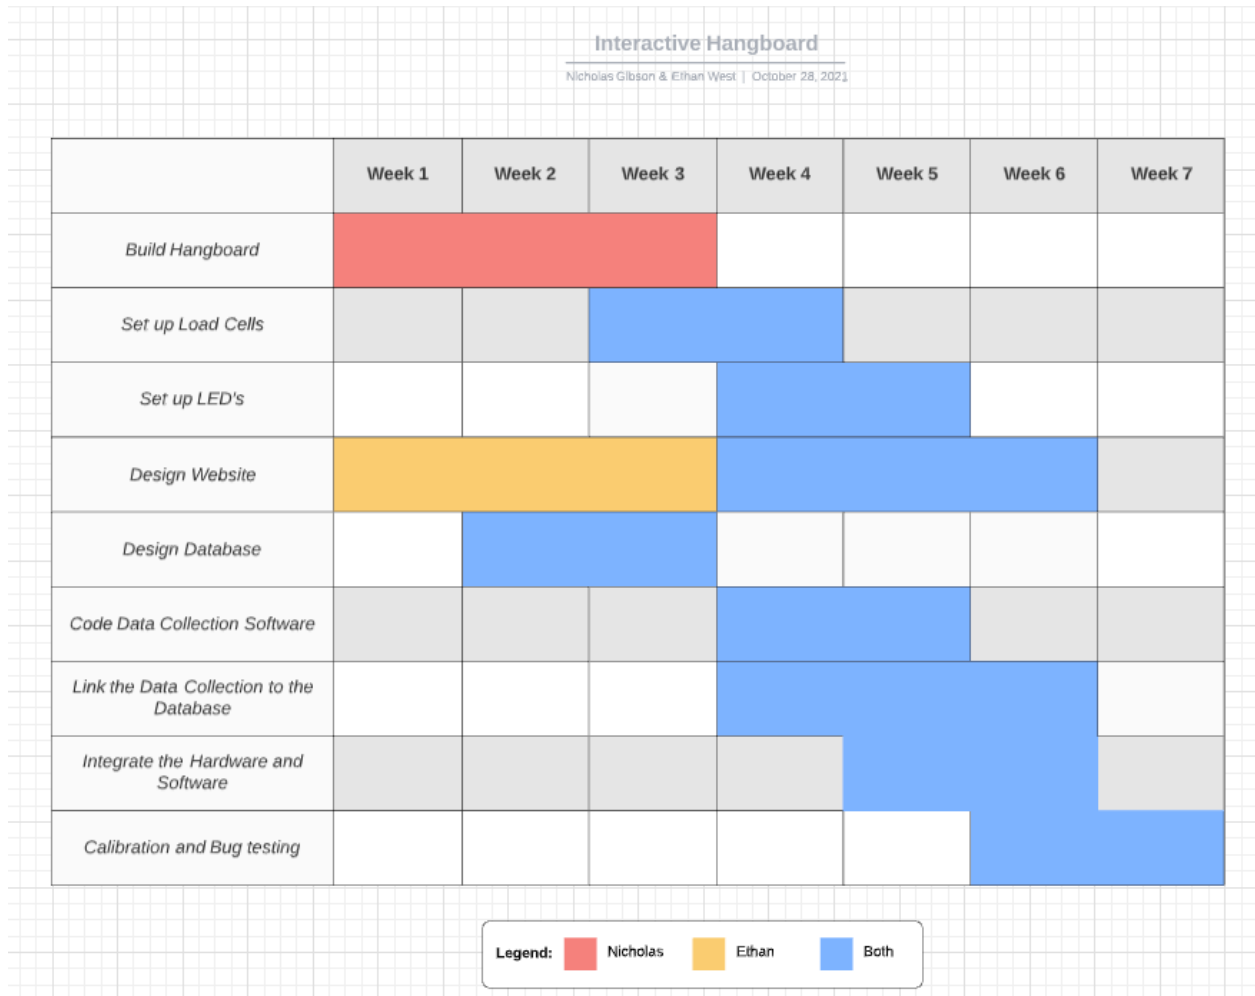 Interactive Hangboard
Nicholas Gibson & Ethan West | October 28, 2021
Week 1 Week 2 Week 3 Week 4 Week 5 Week 6 Week 7
Build Hangboard
Set up Load Cells
Set up LED's
Design Website
Design Database
Code Data Collection Software
Link the Data Collection to the
Database
Integrate the Hardware and
Software
Calibration and Bug testing
Legend: Nicholas Ethan Both